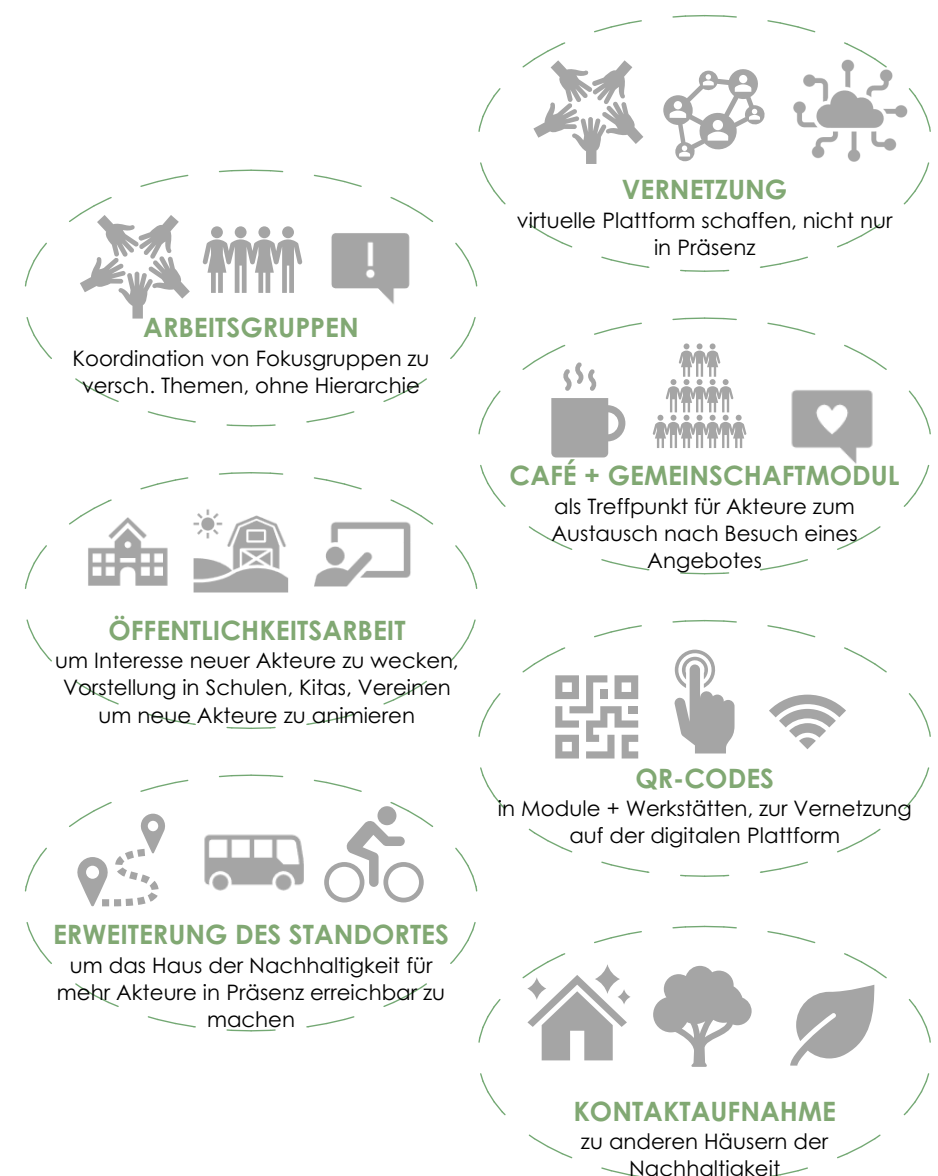 VERNETZUNG
virtuelle Plattform schaffen, nicht nur
in Präsenz
ARBEITSGRUPPEN
Koordination von Fokusgruppen zu
versch. Themen, ohne Hierarchie
CAFÉ + GEMEINSCHAFTMODUL
als Treffpunkt für Akteure zum
Austausch nach Besuch eines
Angebotes
ÖFFENTLICHKEITSARBEIT
um Interesse neuer Akteure zu wecken,
Vorstellung in Schulen, Kitas, Vereinen
um neue Akteure zu animieren
QR-CODES
in Module + Werkstätten, zur Vernetzung
auf der digitalen Plattform
ERWEITERUNG DES STANDORTES
um das Haus der Nachhaltigkeit für
mehr Akteure in Präsenz erreichbar zu
machen
KONTAKTAUFNAHME
zu anderen Häusern der
Nachhaltigkeit